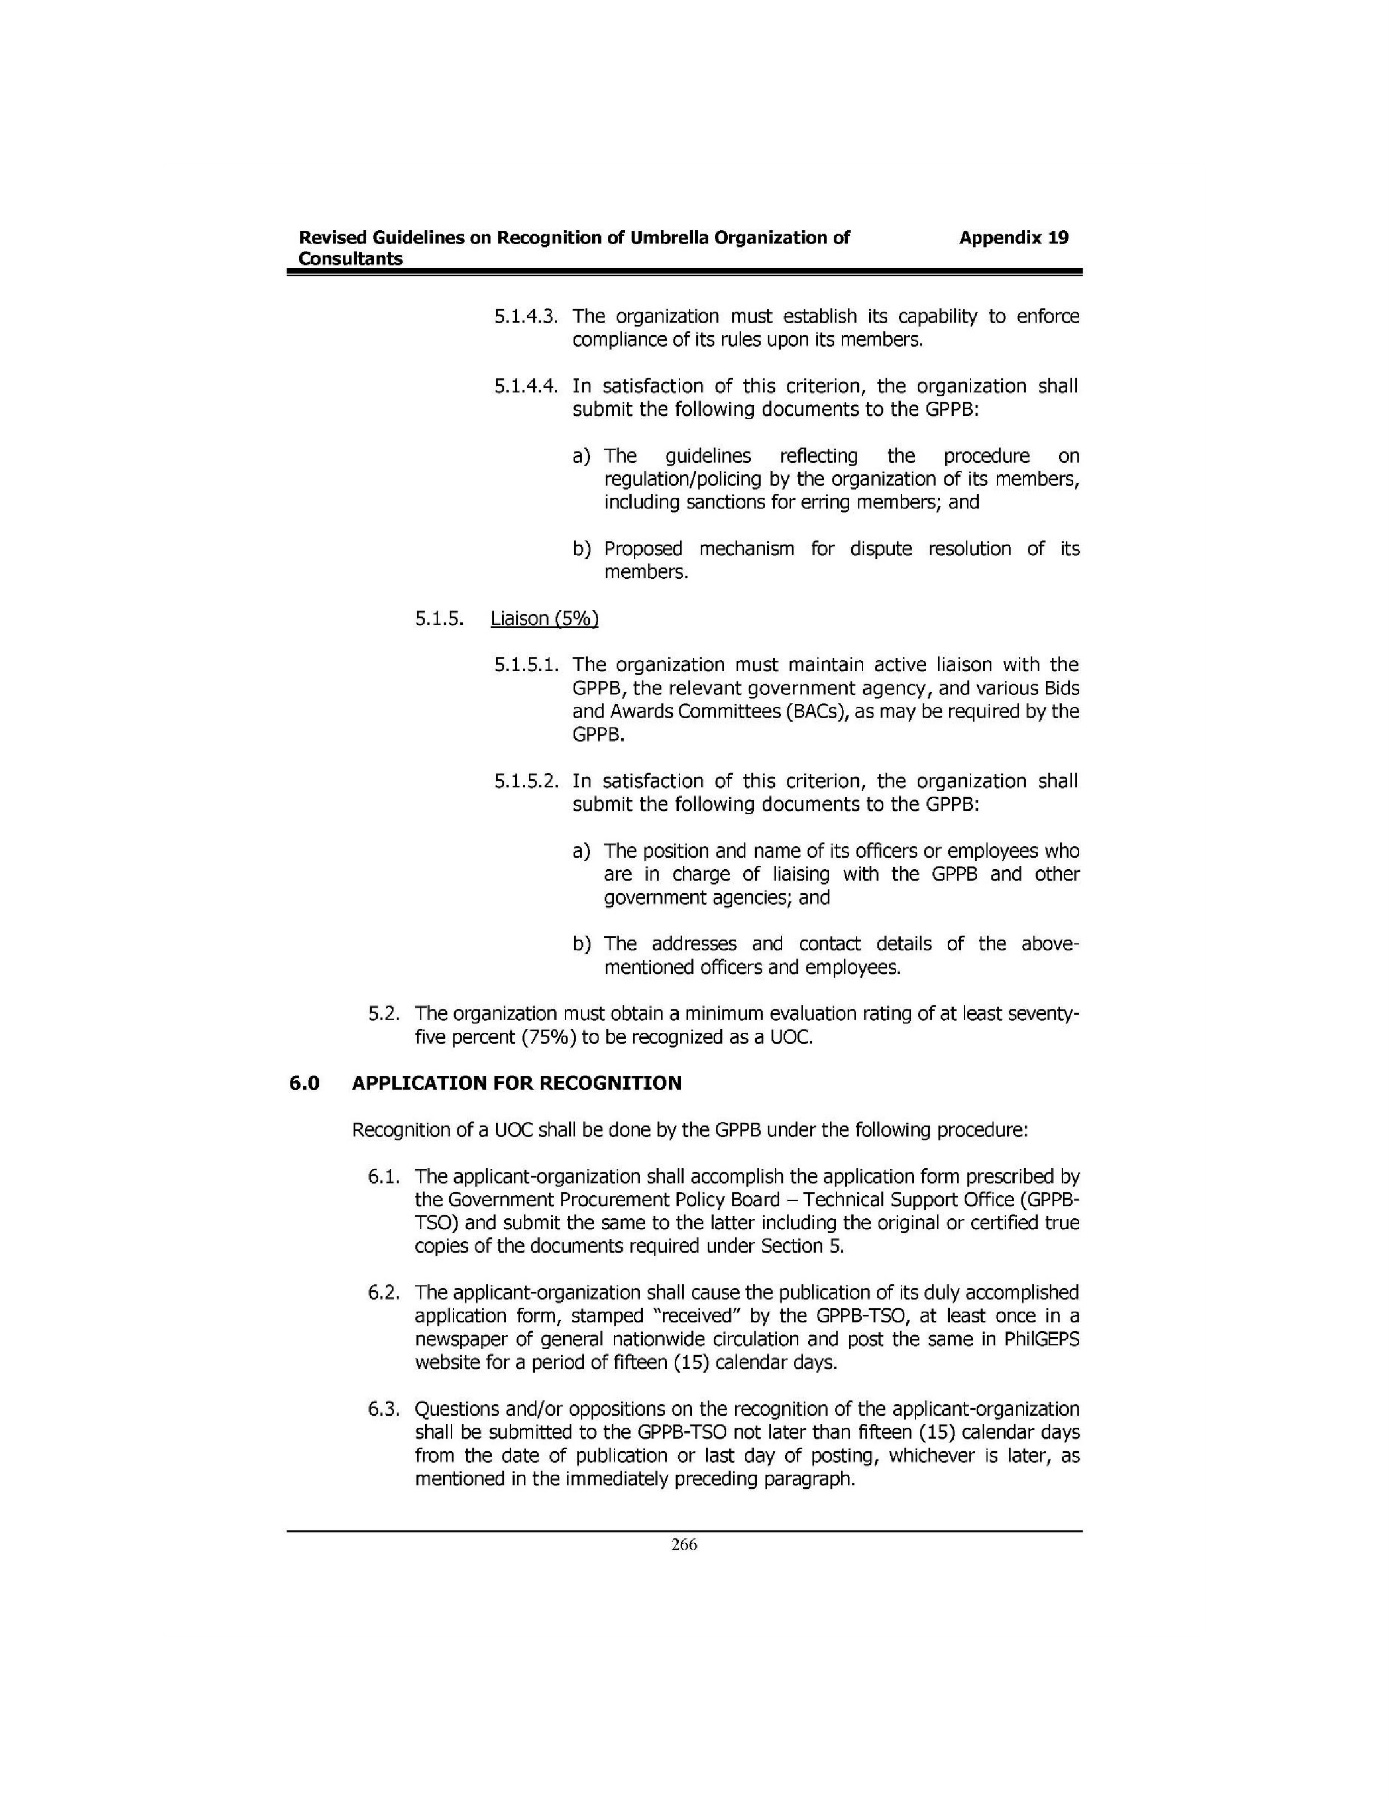 Revised Guidelines on Recognition of Umbrella Organization of Appendix 19
Consultants
5.1.4.3. The organization must establish its capability to enforce
compliance of its rules upon its members.
5.1.4.4. In satisfaction of this criterion, the organization shall
submit the following documents to the GPPB:
a) The guidelines reflecting the procedure on
regulation/policing by the organization of its members,
including sanctions for erring members; and
b) Proposed mechanism for dispute resolution of its
members.
5.1.5. Liaison (5%)
5.1.5.1. The organization must maintain active liaison with the
GPPB, the relevant government agency, and various Bids
and Awards Committees (BACs), as may be required by the
GPPB.
5.1.5.2. In satisfaction of this criterion, the organization shall
submit the following documents to the GPPB:
a) The position and name of its officers or employees who
are in charge of liaising with the GPPB and other
government agencies; and
b) The addresses and contact details of the above-
mentioned officers and employees.
5.2. The organization must obtain a minimum evaluation rating of at least seventy-
five percent (75%) to be recognized as a UOC.
6.0 APPLICATION FOR RECOGNITION
Recognition of a UOC shall be done by the GPPB under the following procedure:
6.1. The applicant-organization shall accomplish the application form prescribed by
the Government Procurement Policy Board – Technical Support Office (GPPB-
TSO) and submit the same to the latter including the original or certified true
copies of the documents required under Section 5.
6.2. The applicant-organization shall cause the publication of its duly accomplished
application form, stamped “received” by the GPPB-TSO, at least once in a
newspaper of general nationwide circulation and post the same in PhilGEPS
website for a period of fifteen (15) calendar days.
6.3. Questions and/or oppositions on the recognition of the applicant-organization
shall be submitted to the GPPB-TSO not later than fifteen (15) calendar days
from the date of publication or last day of posting, whichever is later, as
mentioned in the immediately preceding paragraph.
266